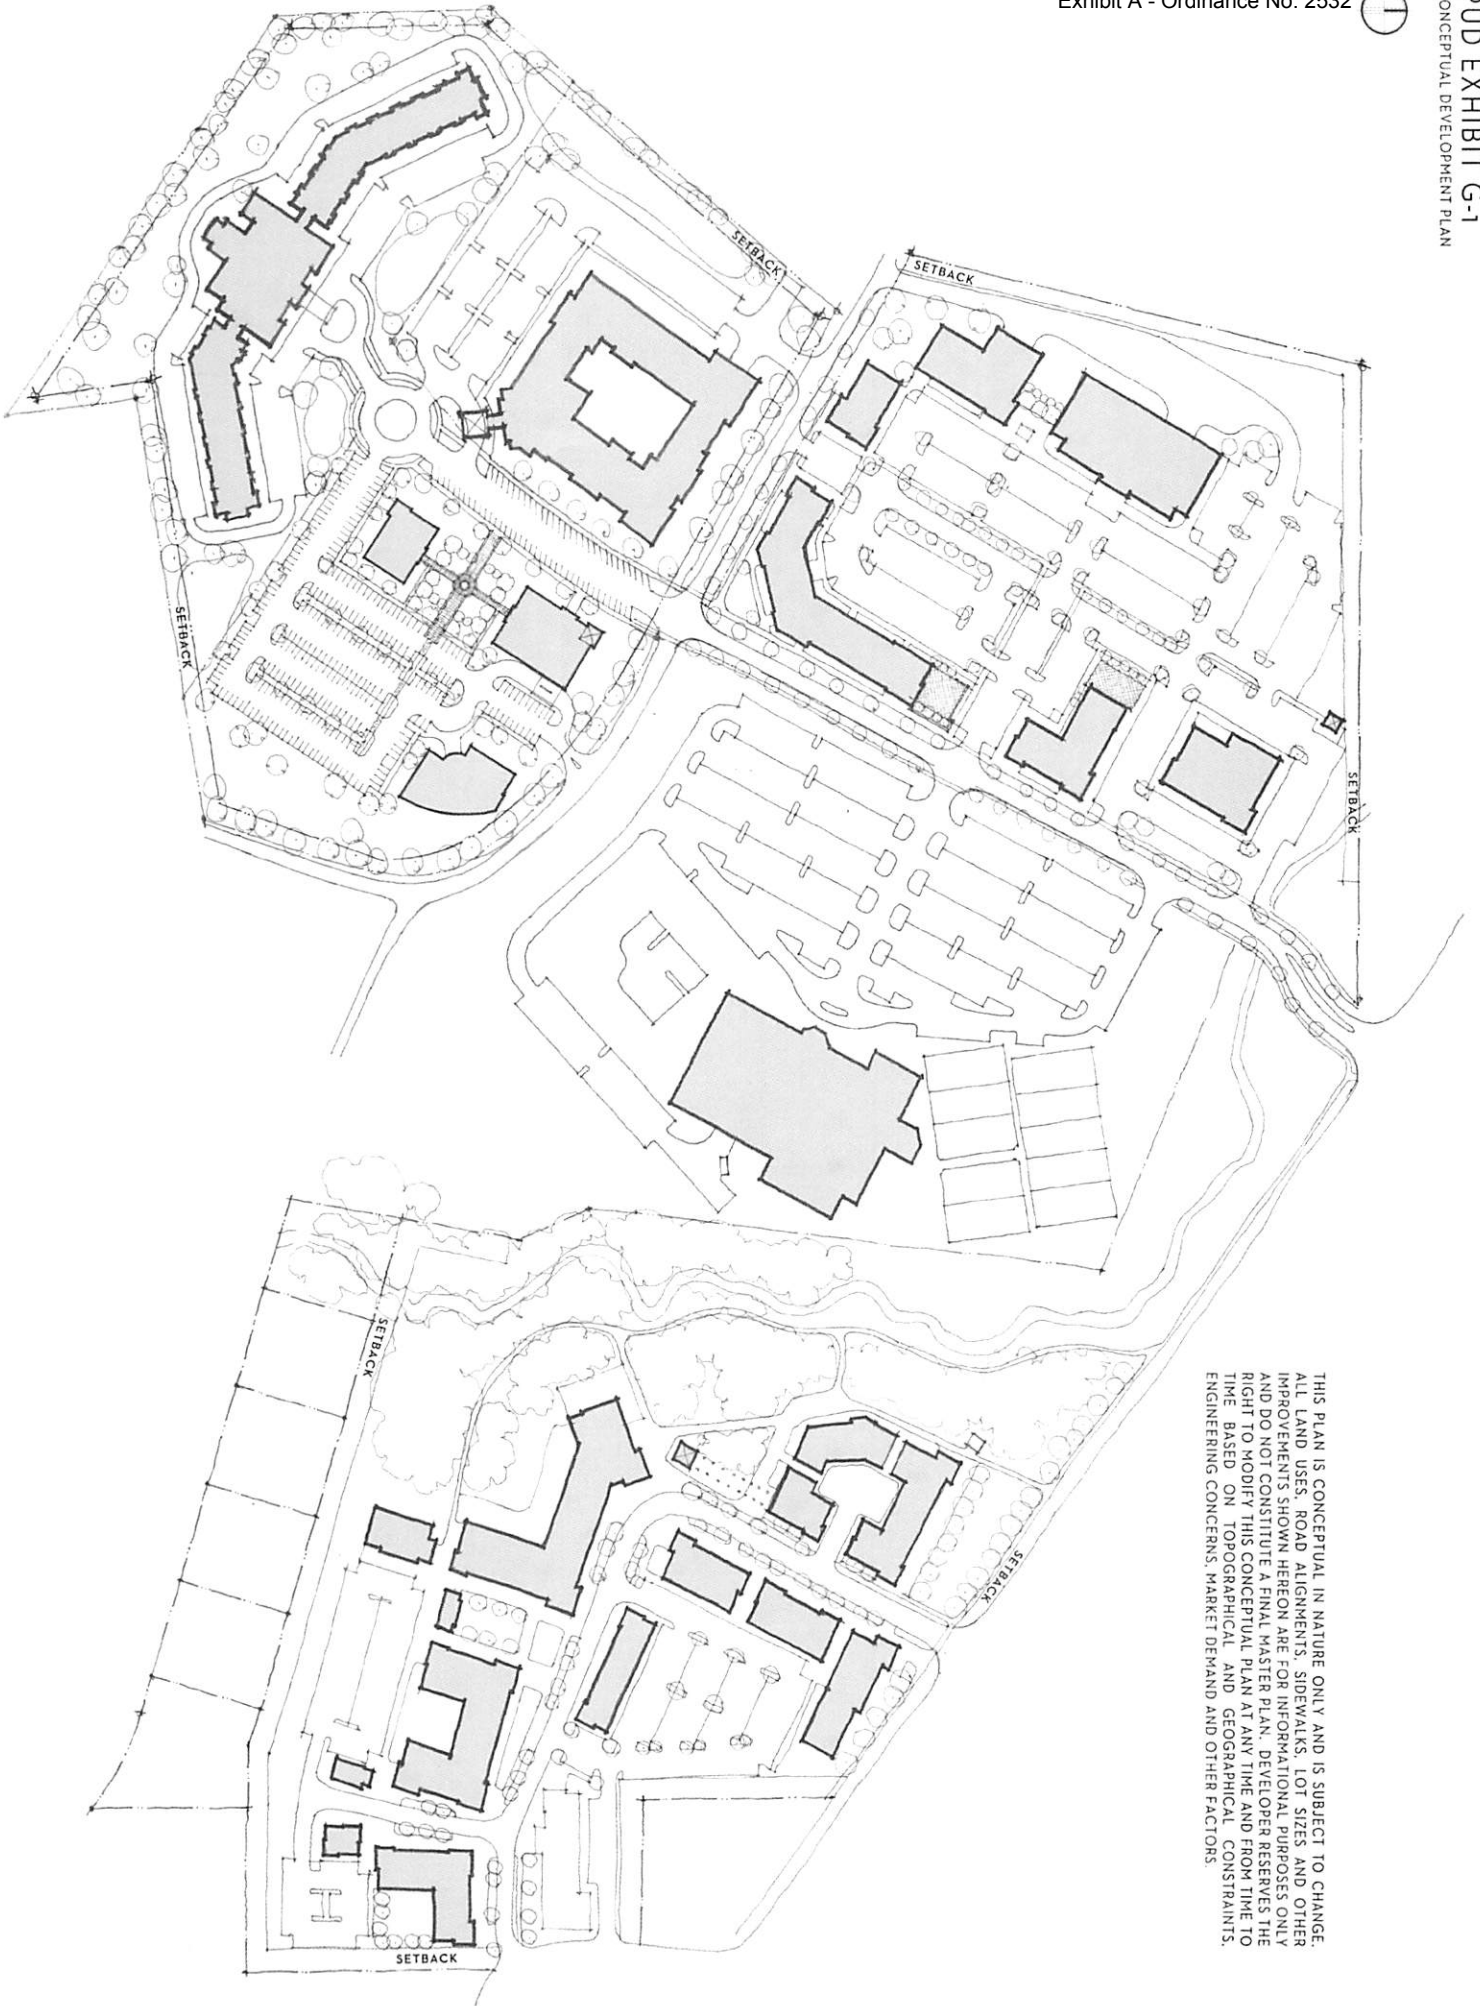 Exhibit A - Ordinance No. 2532
PUD EXHIBIT G-1
CONCEPTUAL DEVELOPMENT PLAN
SETBACK
SETBACK
SETBACK
SETBACK
SETBACK
SETBACK
SETBACK
THIS PLAN IS CONCEPTUAL IN NATURE ONLY AND IS SUBJECT TO CHANGE.
ALL LAND USES, ROAD ALIGNMENTS, SIDEWALKS, LOT SIZES AND OTHER
IMPROVEMENTS SHOWN HEREON ARE FOR INFORMATIONAL PURPOSES ONLY
AND DO NOT CONSTITUTE A FINAL MASTER PLAN. DEVELOPER RESERVES THE
RIGHT TO MODIFY THIS CONCEPTUAL PLAN AT ANY TIME AND FROM TIME TO
TIME BASED ON TOPOGRAPHICAL AND GEOGRAPHICAL CONSTRAINTS,
ENGINEERING CONCERNS, MARKET DEMAND AND OTHER FACTORS.